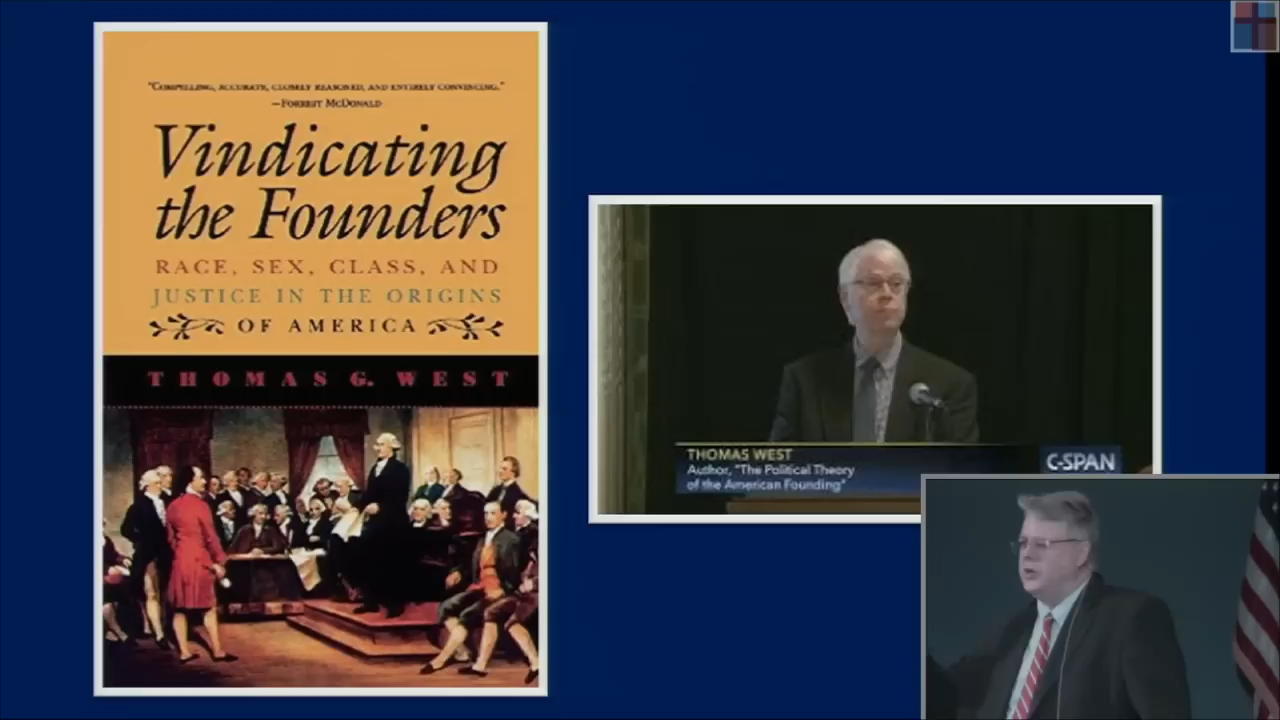 "COMPELLING, ACCURATE, CLOSELY REASONED, AND ENTIRELY CONVINCING."
—FORREST MCDONALD
Vindicating
the Founders
RACE, SEX, CLASS, AND
JUSTICE IN THE ORIGINS
OF AMERICA
THOMAS G. WEST
THOMAS WEST
Author, "The Political Theory
of the American Founding"
C-SPAN